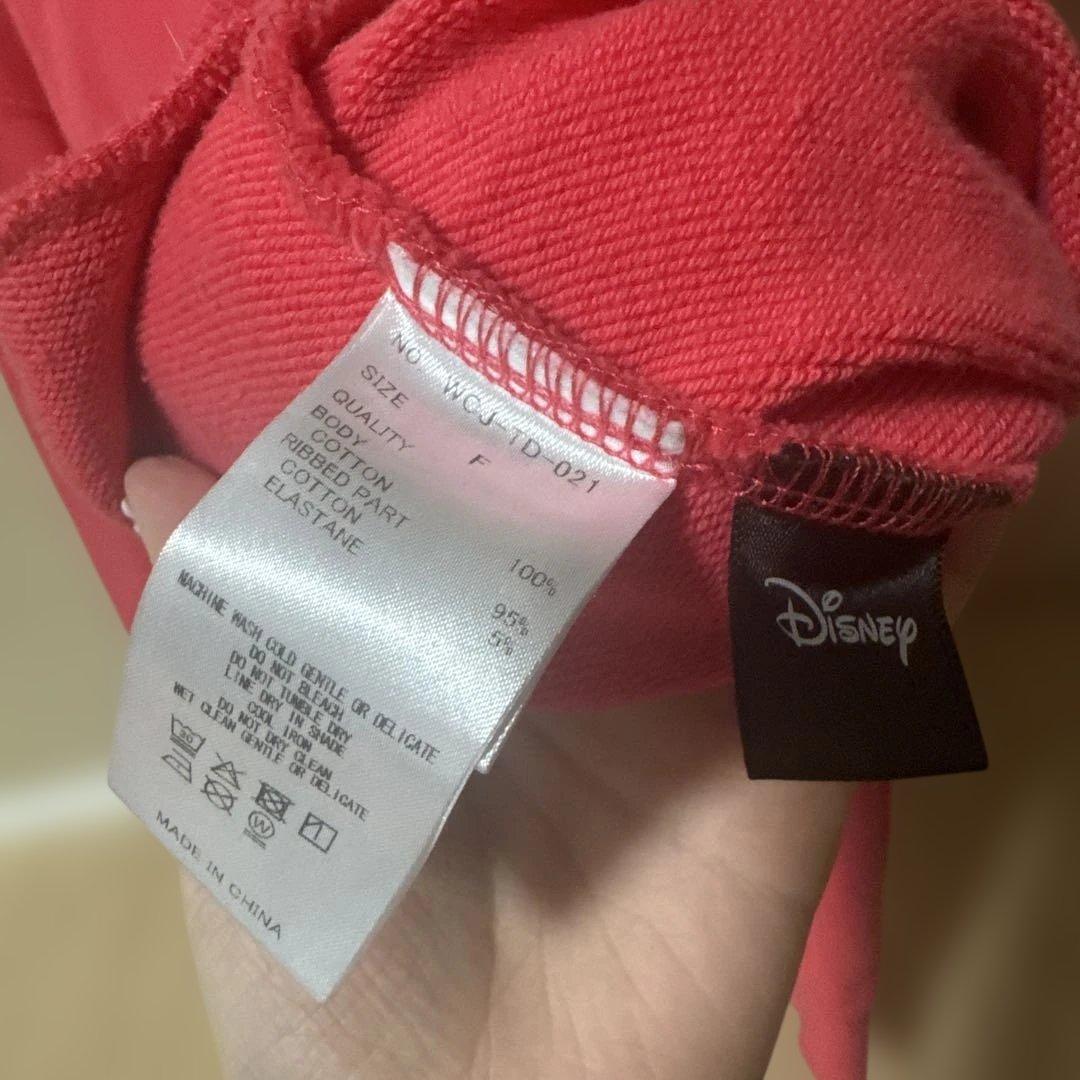 NO WCJ-TD-021
SIZE F
QUALITY
BODY
COTTON 100%
RIBBED PART
COTTON 95%
ELASTANE 5%
MACHINE WASH COLD GENTLE OR DELICATE
DO NOT BLEACH
DO NOT TUMBLE DRY
LINE DRY IN SHADE
COOL IRON
DO NOT DRY CLEAN
WET CLEAN GENTLE OR DELICATE
30
W
MADE IN CHINA
Disney